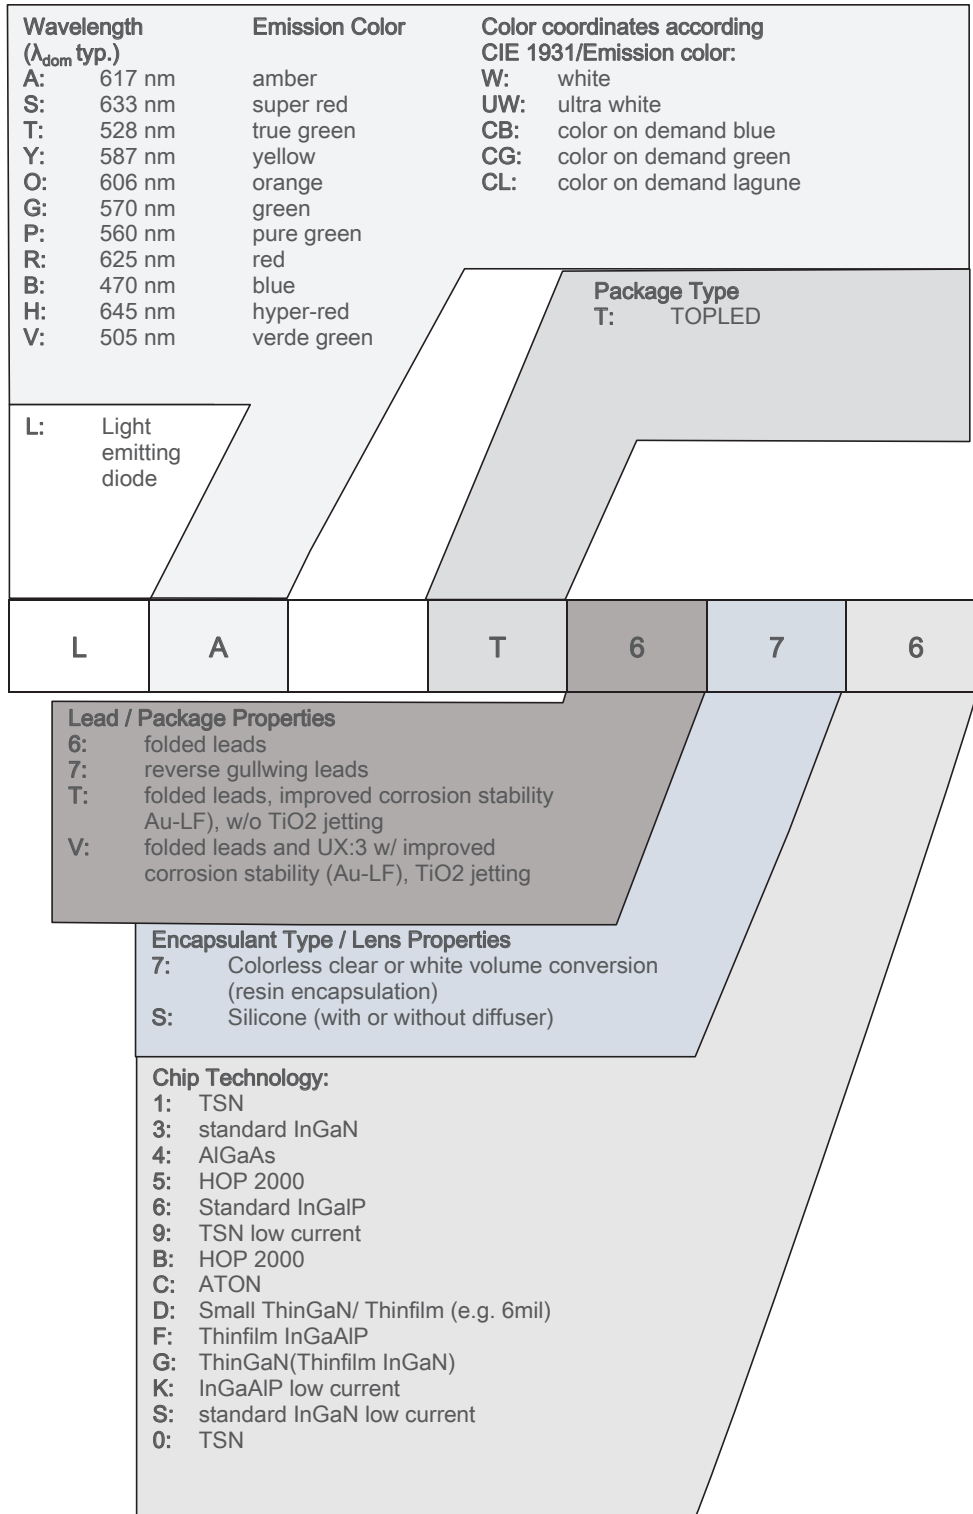 Wavelength Emission Color
(λdom typ.)
A: 617 nm amber
S: 633 nm super red
T: 528 nm true green
Y: 587 nm yellow
O: 606 nm orange
G: 570 nm green
P: 560 nm pure green
R: 625 nm red
B: 470 nm blue
H: 645 nm hyper-red
V: 505 nm verde green
Color coordinates according
CIE 1931/Emission color:
W: white
UW: ultra white
CB: color on demand blue
CG: color on demand green
CL: color on demand lagune
Package Type
T: TOPLED
L: Light
emitting
diode
L A T 6 7 6
Lead / Package Properties
6: folded leads
7: reverse gullwing leads
T: folded leads, improved corrosion stability
Au-LF), w/o TiO2 jetting
V: folded leads and UX:3 w/ improved
corrosion stability (Au-LF), TiO2 jetting
Encapsulant Type / Lens Properties
7: Colorless clear or white volume conversion
(resin encapsulation)
S: Silicone (with or without diffuser)
Chip Technology:
1: TSN
3: standard InGaN
4: AlGaAs
5: HOP 2000
6: Standard InGalP
9: TSN low current
B: HOP 2000
C: ATON
D: Small ThinGaN/ Thinfilm (e.g. 6mil)
F: Thinfilm InGaAlP
G: ThinGaN(Thinfilm InGaN)
K: InGaAlP low current
S: standard InGaN low current
0: TSN